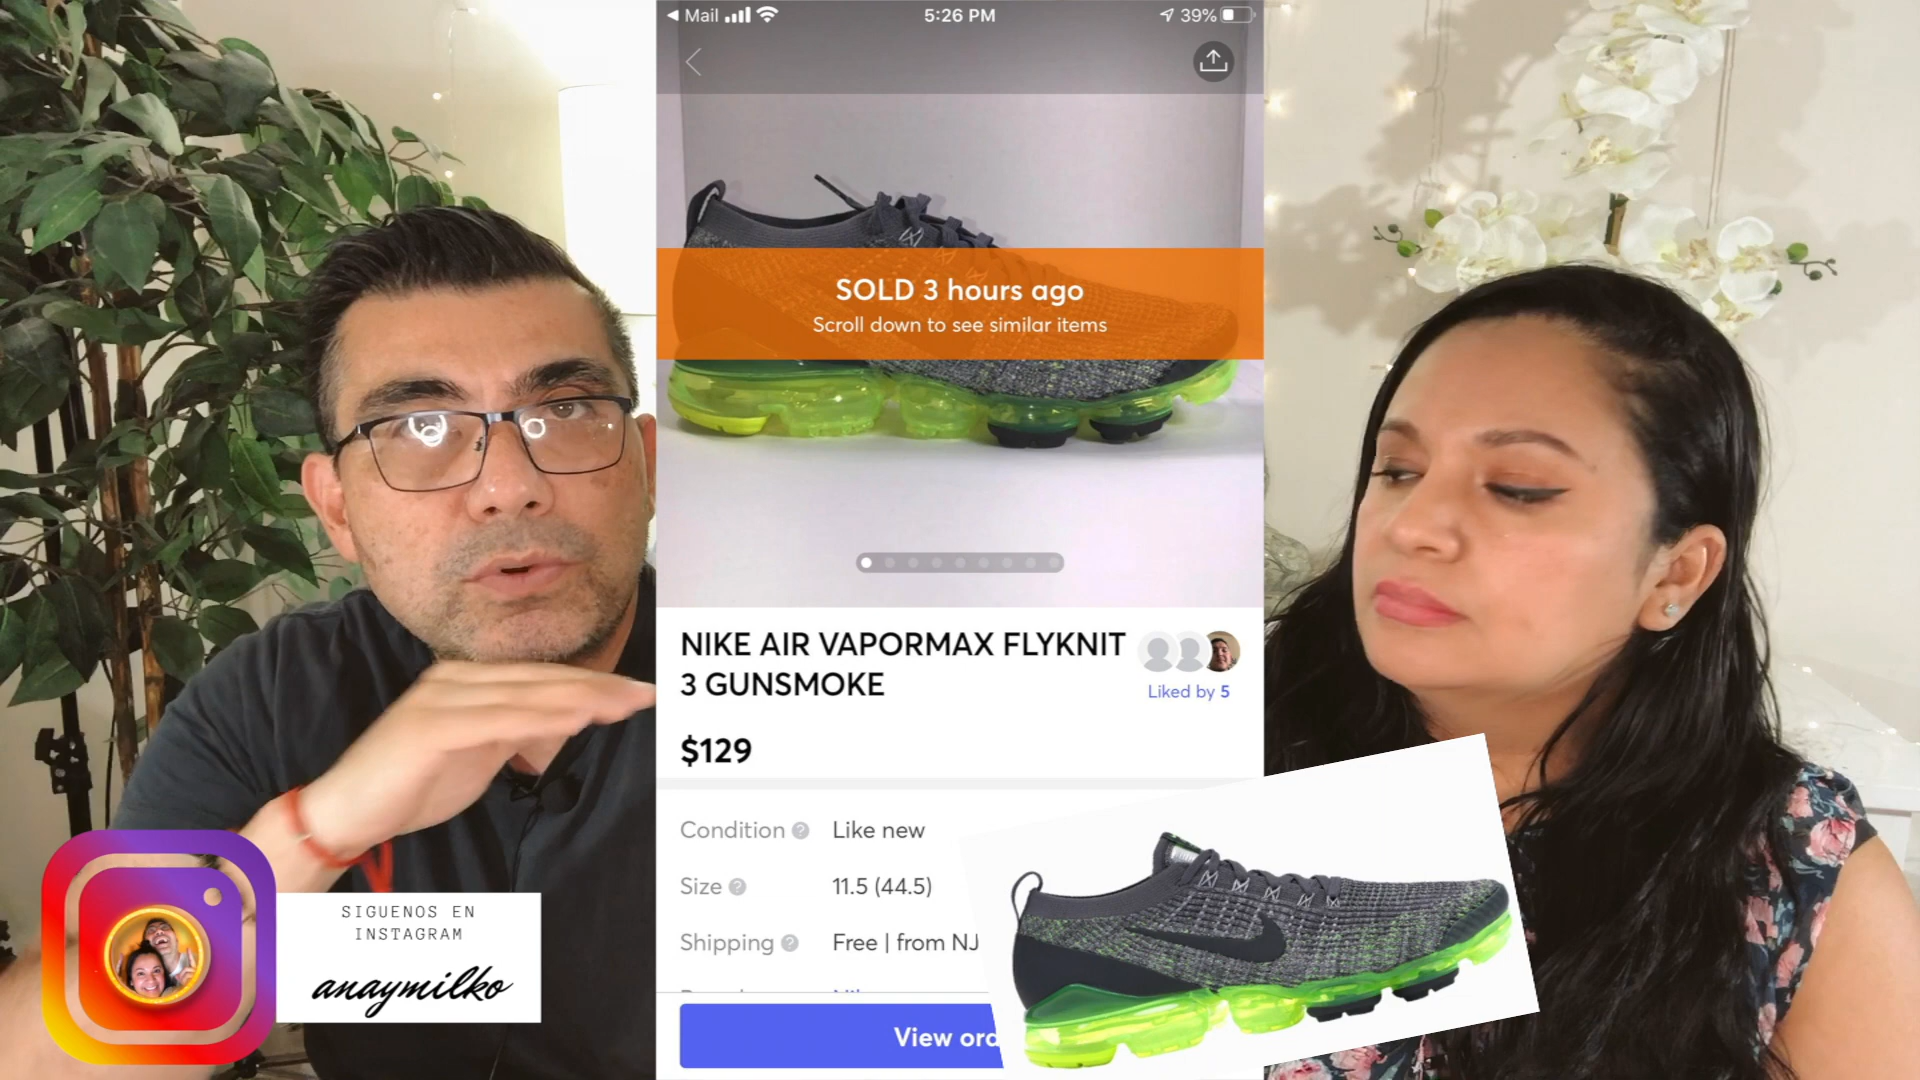 Mail
5:26 PM
39%
SOLD 3 hours ago
Scroll down to see similar items
NIKE AIR VAPORMAX FLYKNIT
3 GUNSMOKE
Liked by 5
$129
Condition ? Like new
Size ? 11.5 (44.5)
Shipping ? Free | from NJ
View
SIGUENOS EN
INSTAGRAM
anaymilko